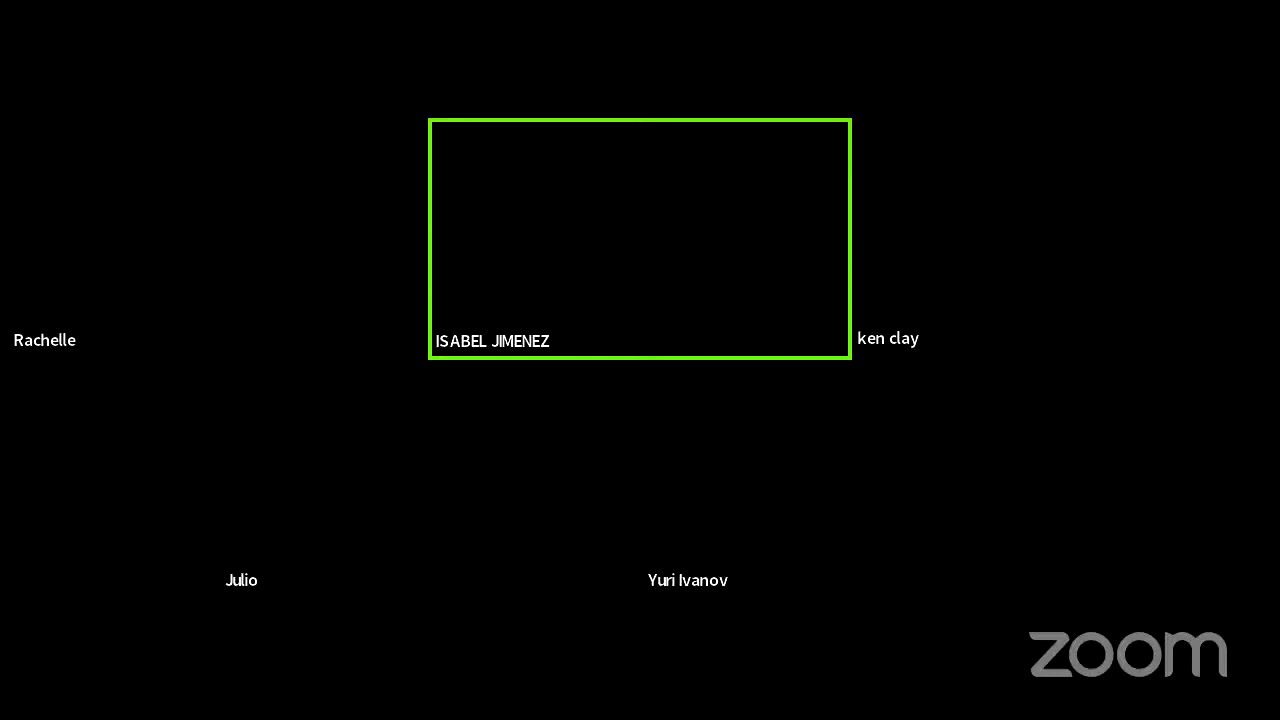 Rachelle
ISABEL JIMENEZ
ken clay
Julio
Yuri Ivanov
zoom